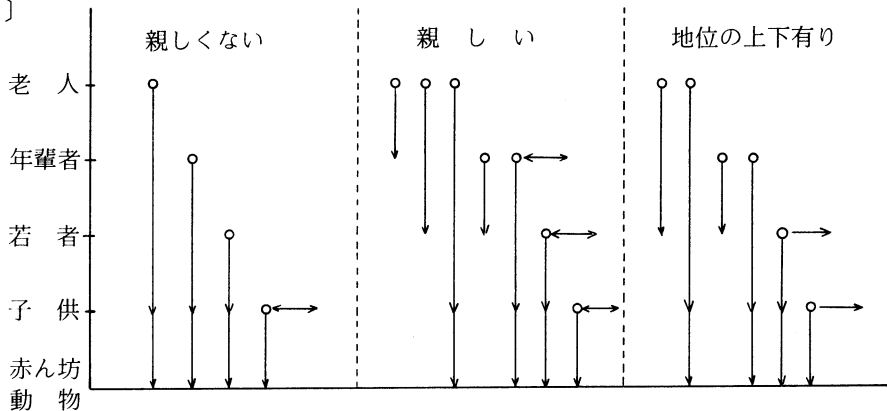 〕
親しくない 親しい 地位の上下有り
老人
年輩者
若者
子供
赤ん坊
動物